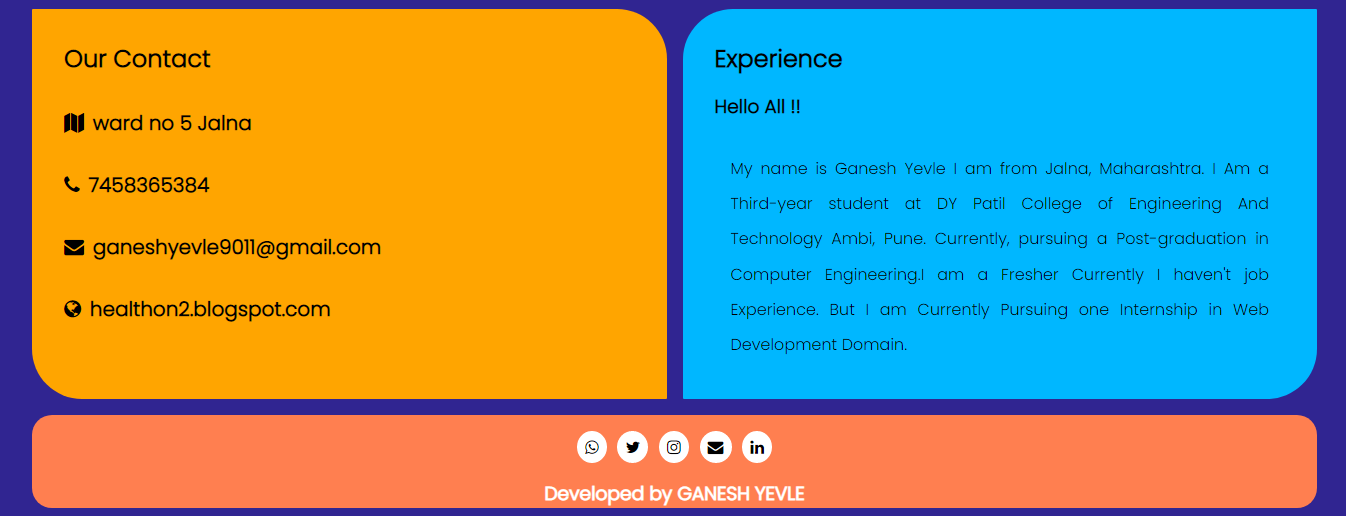 Our Contact
ward no 5 Jalna
7458365384
ganeshyevle9011@gmail.com
healthon2.blogspot.com
Experience
Hello All !!
My name is Ganesh Yevle I am from Jalna, Maharashtra. I Am a
Third-year student at DY Patil College of Engineering And
Technology Ambi, Pune. Currently, pursuing a Post-graduation in
Computer Engineering.I am a Fresher Currently I haven't job
Experience. But I am Currently Pursuing one Internship in Web
Development Domain.
Developed by GANESH YEVLE